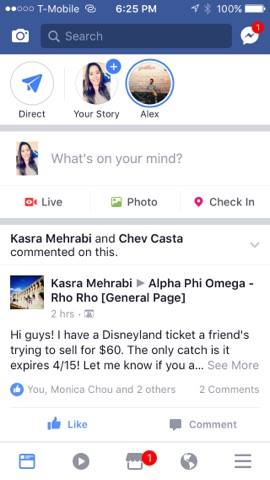 T-Mobile 6:25 PM 100%
Search 1
Direct Your Story Alex
What's on your mind?
Live Photo Check In
Kasra Mehrabi and Chev Casta
commented on this.
Kasra Mehrabi ▶ Alpha Phi Omega -
Rho Rho [General Page]
2 hrs ·
Hi guys! I have a Disneyland ticket a friend's
trying to sell for $60. The only catch is it
expires 4/15! Let me know if you a... See More
You, Monica Chou and 2 others 2 Comments
Like Comment
1